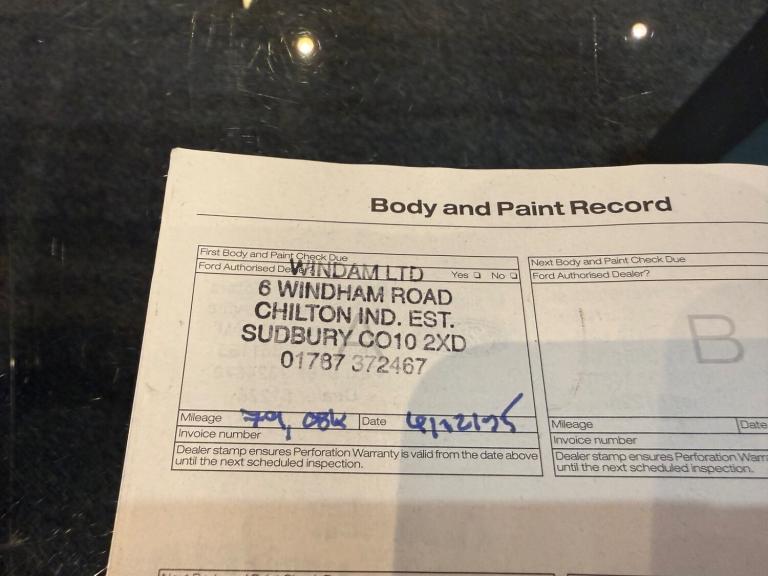 Body and Paint Record
First Body and Paint Check Due
Ford Authorised Dealer? Yes No
WINDAM LTD
6 WINDHAM ROAD
CHILTON IND. EST.
SUDBURY CO10 2XD
01787 372467
Mileage Date
Invoice number
Dealer stamp ensures Perforation Warranty is valid from the date above
until the next scheduled inspection.
Next Body and Paint Check Due
Ford Authorised Dealer?
B
Mileage Date
Invoice number
Dealer stamp ensures Perforation
until the next scheduled inspection.